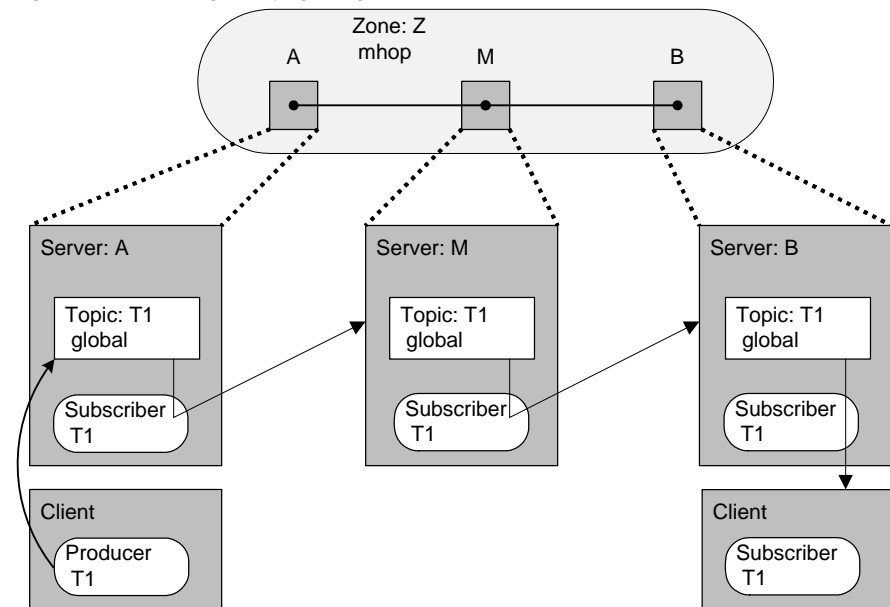 Zone: Z
mhop
A
M
B
Server: A
Server: M
Server: B
Topic: T1
global
Topic: T1
global
Topic: T1
global
Subscriber
T1
Subscriber
T1
Subscriber
T1
Client
Client
Producer
T1
Subscriber
T1